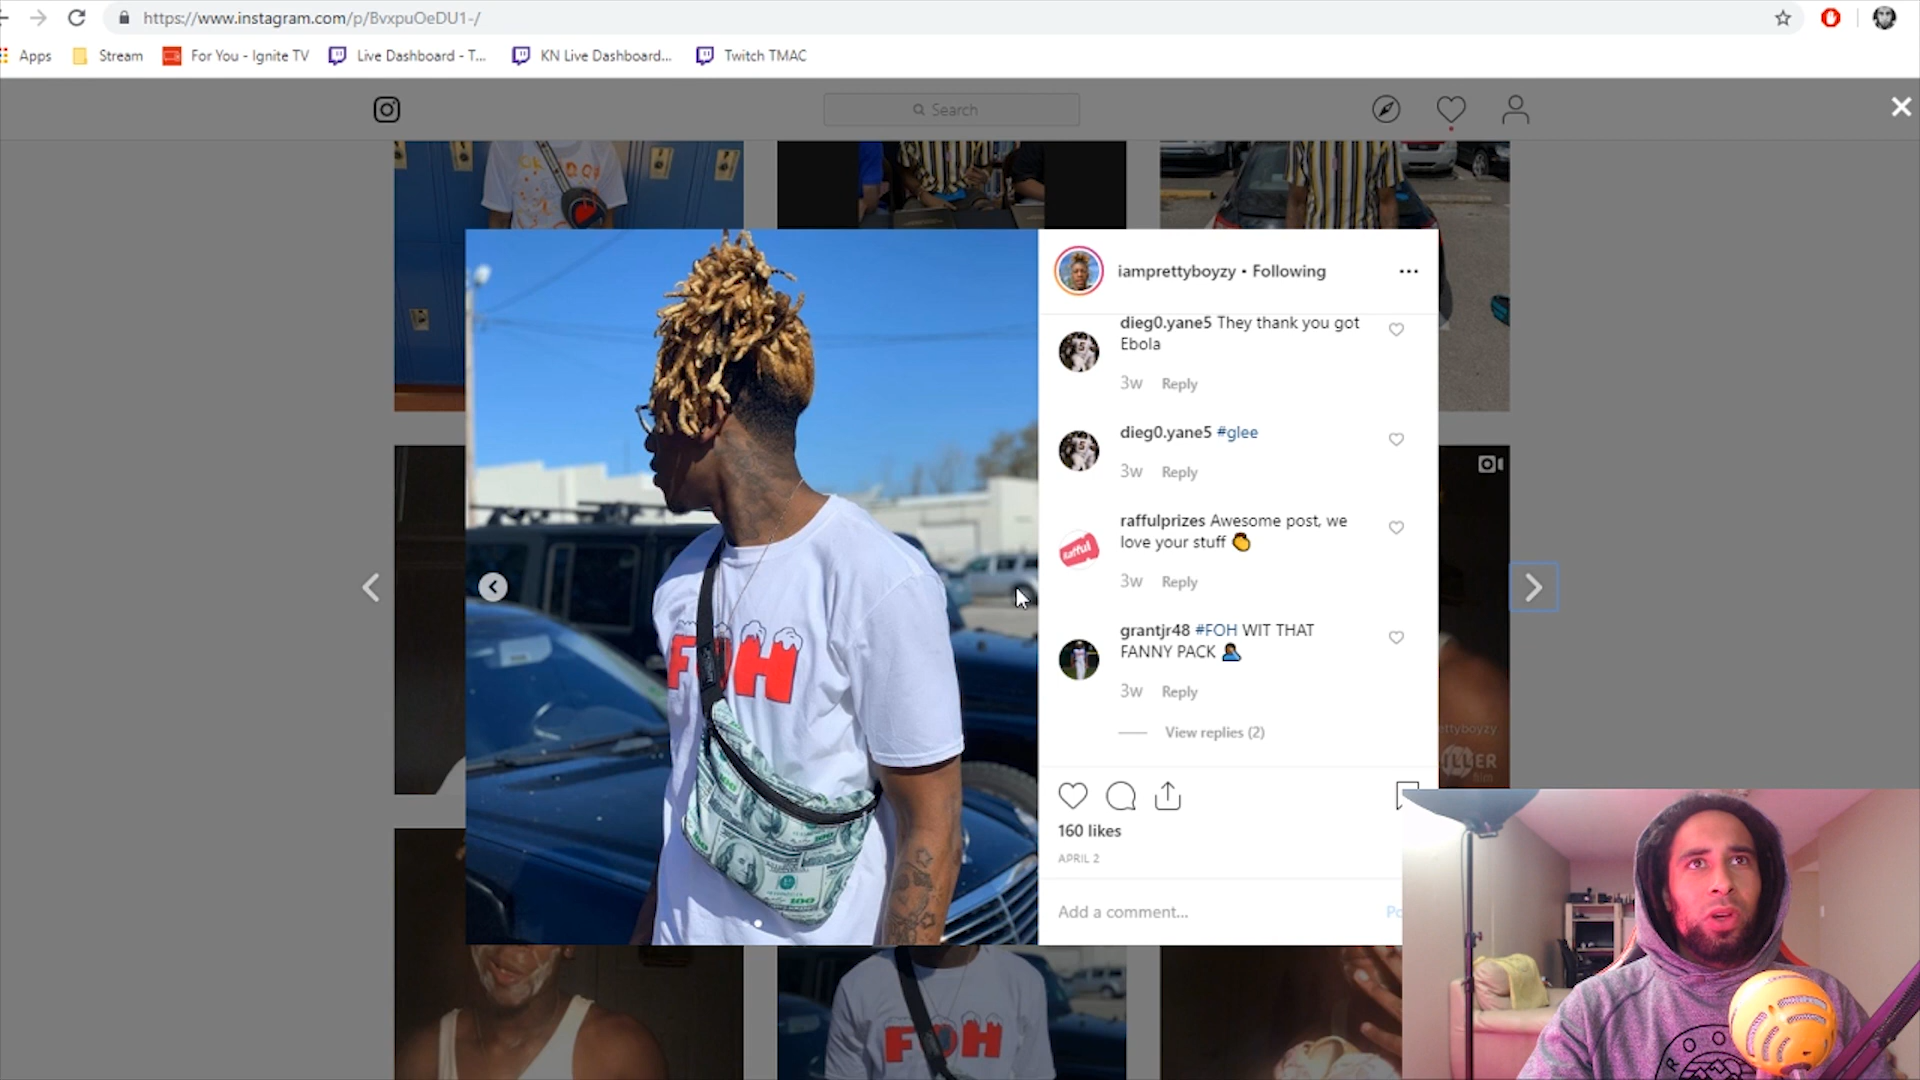 https://www.instagram.com/p/BvxpuOeDU1-/
Apps
Stream
For You - Ignite TV
Live Dashboard - T...
KN Live Dashboard...
Twitch TMAC
Search
iamprettyboyzy • Following
dieg0.yane5 They thank you got
Ebola
3w Reply
dieg0.yane5 #glee
3w Reply
Rafful
raffulprizes Awesome post, we
love your stuff
3w Reply
grantjr48 #FOH WIT THAT
FANNY PACK
3w Reply
View replies (2)
160 likes
APRIL 2
Add a comment...
FOH
100
100
FOH